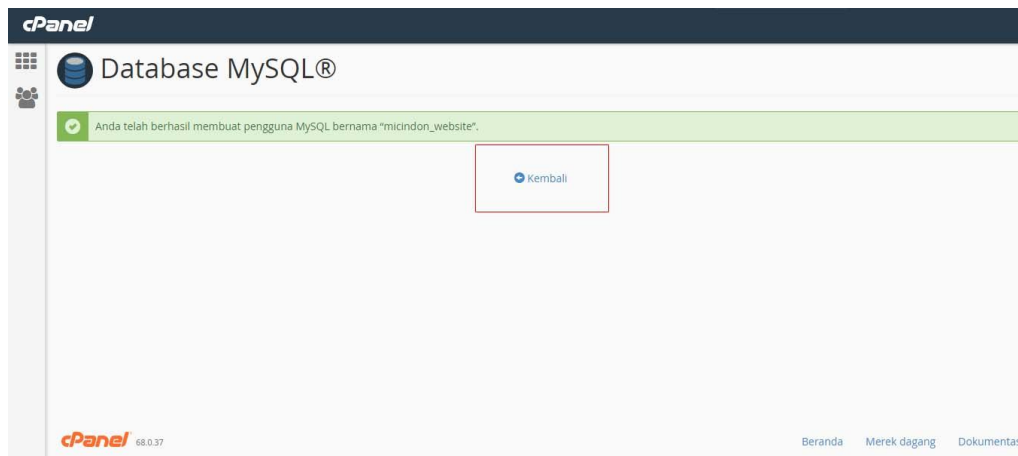 cPanel
Database MySQL®
Anda telah berhasil membuat pengguna MySQL bernama "micindon_website".
Kembali
cPanel 68.0.37
Beranda Merek dagang Dokumentas